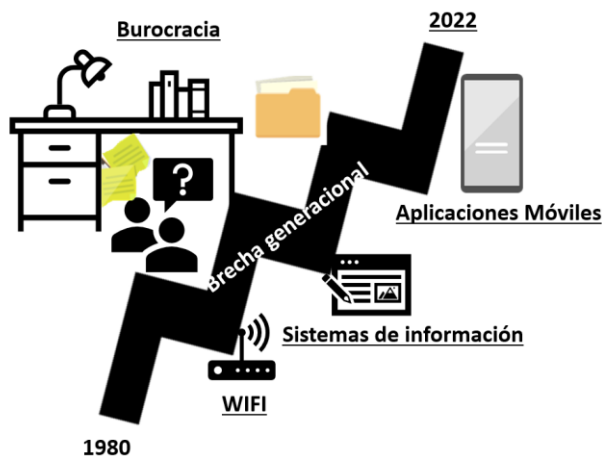 Burocracia
2022
?
Brecha generacional
Aplicaciones Móviles
Sistemas de información
WIFI
1980